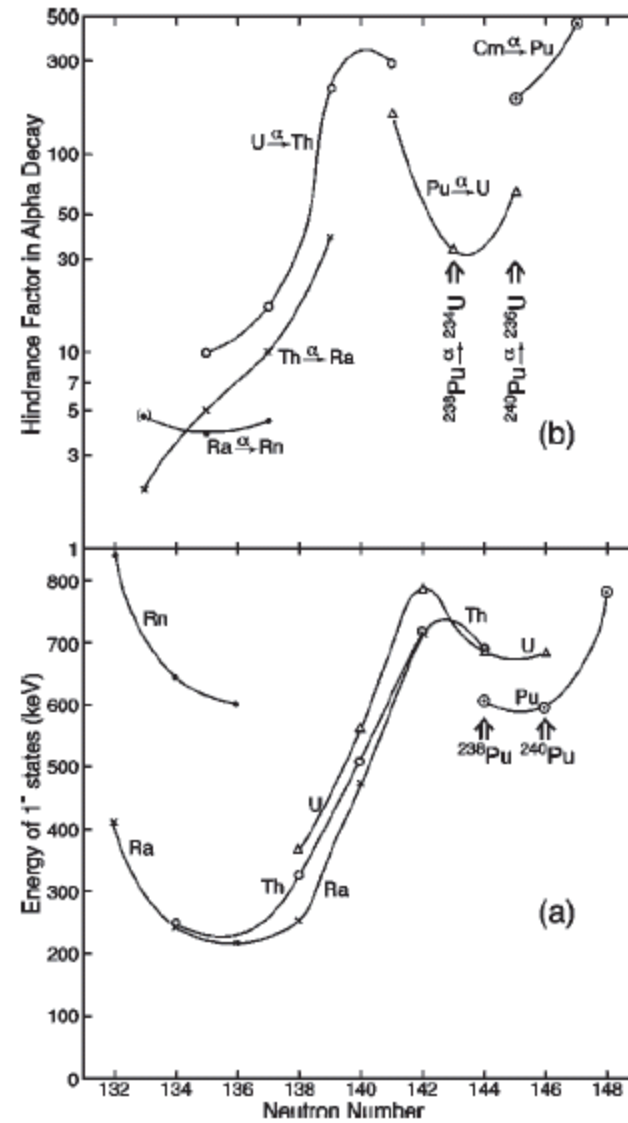 500
300
100
50
30
10
7
5
3
1
Hindrance Factor in Alpha Decay
Cm α→ Pu
U α→ Th
Pu α→ U
Th α→ Ra
Ra α→ Rn
238Pu α→ 234U
240Pu α→ 236U
(b)
800
700
600
500
400
300
200
100
0
Energy of 1⁻ states (keV)
Rn
Th
U
Pu
238Pu
240Pu
U
Ra
Th
Ra
(a)
132 134 136 138 140 142 144 146 148
Neutron Number